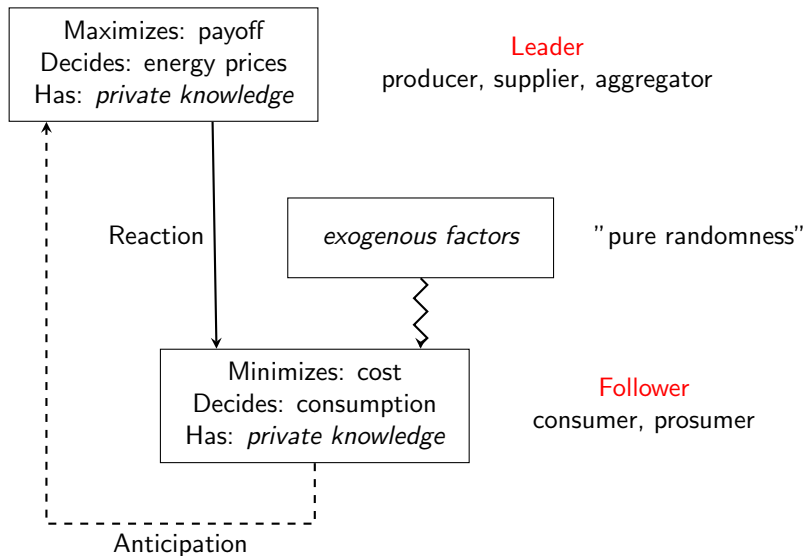 Maximizes: payoff
Decides: energy prices
Has: private knowledge
Leader
producer, supplier, aggregator
Reaction
exogenous factors
"pure randomness"
Minimizes: cost
Decides: consumption
Has: private knowledge
Follower
consumer, prosumer
Anticipation